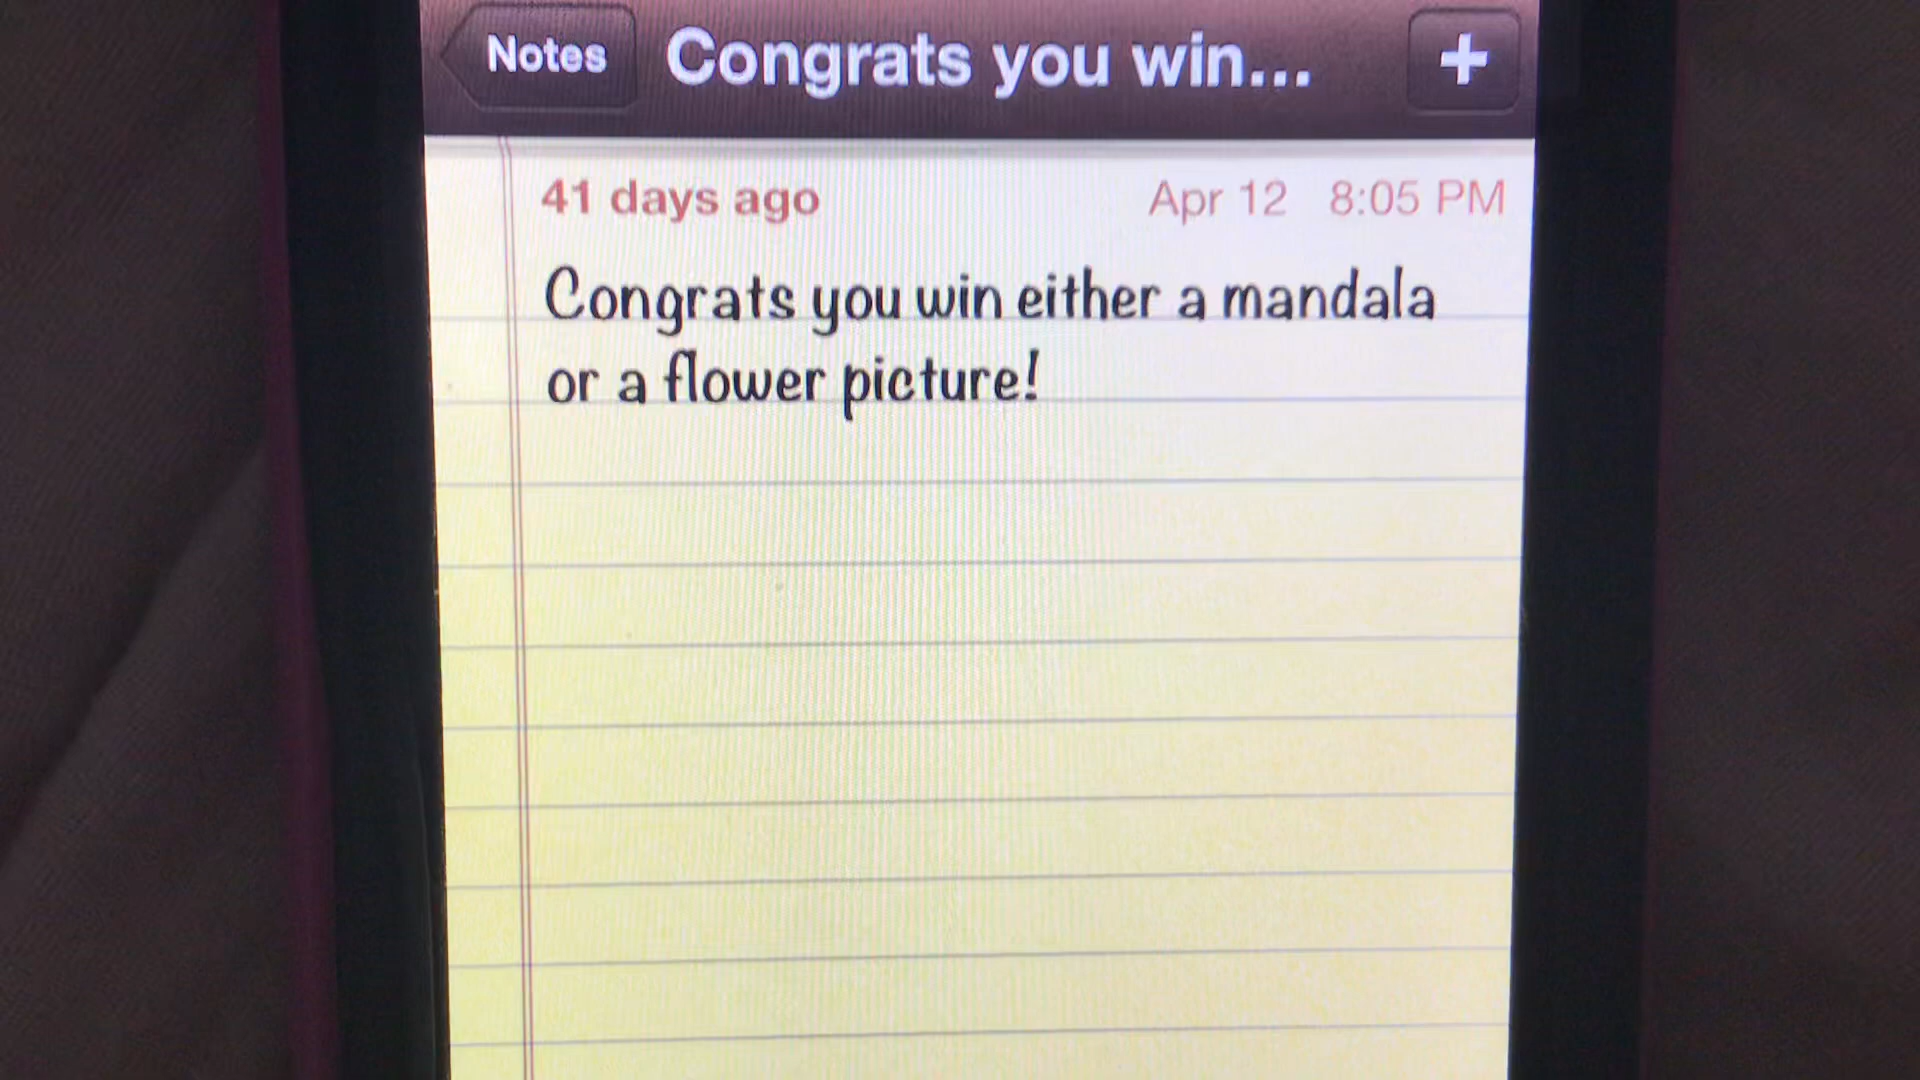 Notes Congrats you win... +
41 days ago Apr 12 8:05 PM
Congrats you win either a mandala
or a flower picture!